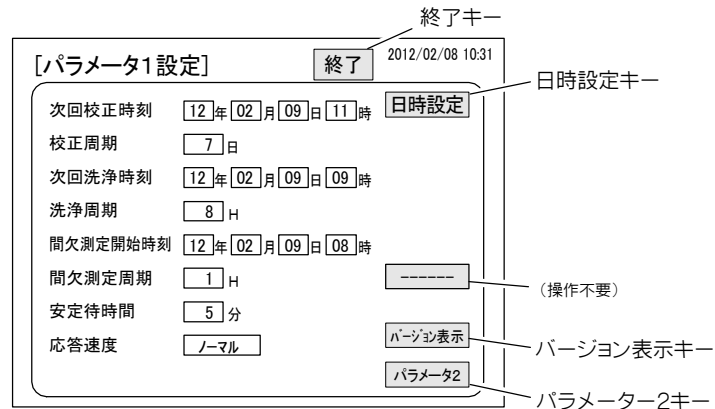 終了キー
[パラメータ1設定]
終了
2012/02/08 10:31
日時設定キー
次回校正時刻 12 年 02 月 09 日 11 時
日時設定
校正周期 7 日
次回洗浄時刻 12 年 02 月 09 日 09 時
洗浄周期 8 H
間欠測定開始時刻 12 年 02 月 09 日 08 時
間欠測定周期 1 H
------
(操作不要)
安定待時間 5 分
応答速度 ノーマル
バージョン表示
バージョン表示キー
パラメータ2
パラメーター2キー